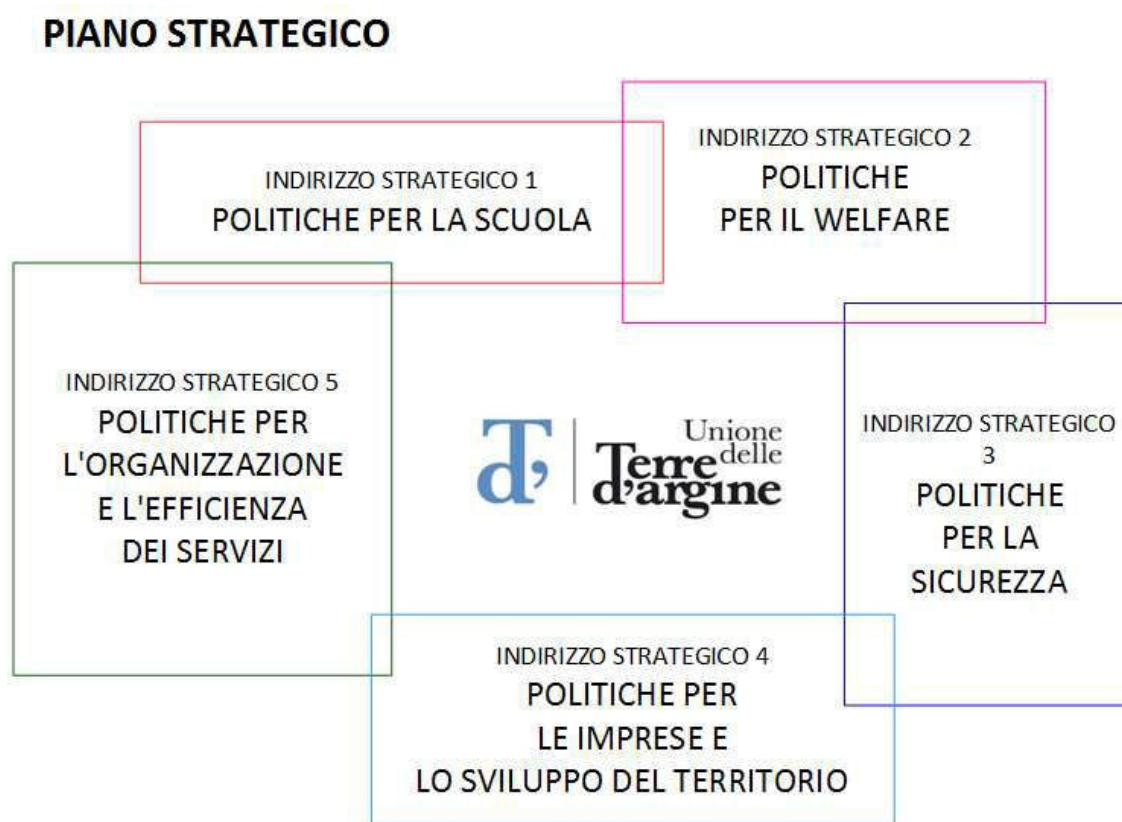 PIANO STRATEGICO
INDIRIZZO STRATEGICO 1
POLITICHE PER LA SCUOLA
INDIRIZZO STRATEGICO 2
POLITICHE
PER IL WELFARE
INDIRIZZO STRATEGICO
3
POLITICHE
PER LA
SICUREZZA
INDIRIZZO STRATEGICO 4
POLITICHE PER
LE IMPRESE E
LO SVILUPPO DEL TERRITORIO
INDIRIZZO STRATEGICO 5
POLITICHE PER
L'ORGANIZZAZIONE
E L'EFFICIENZA
DEI SERVIZI
Td'
Unione
delle
Terre
d'argine